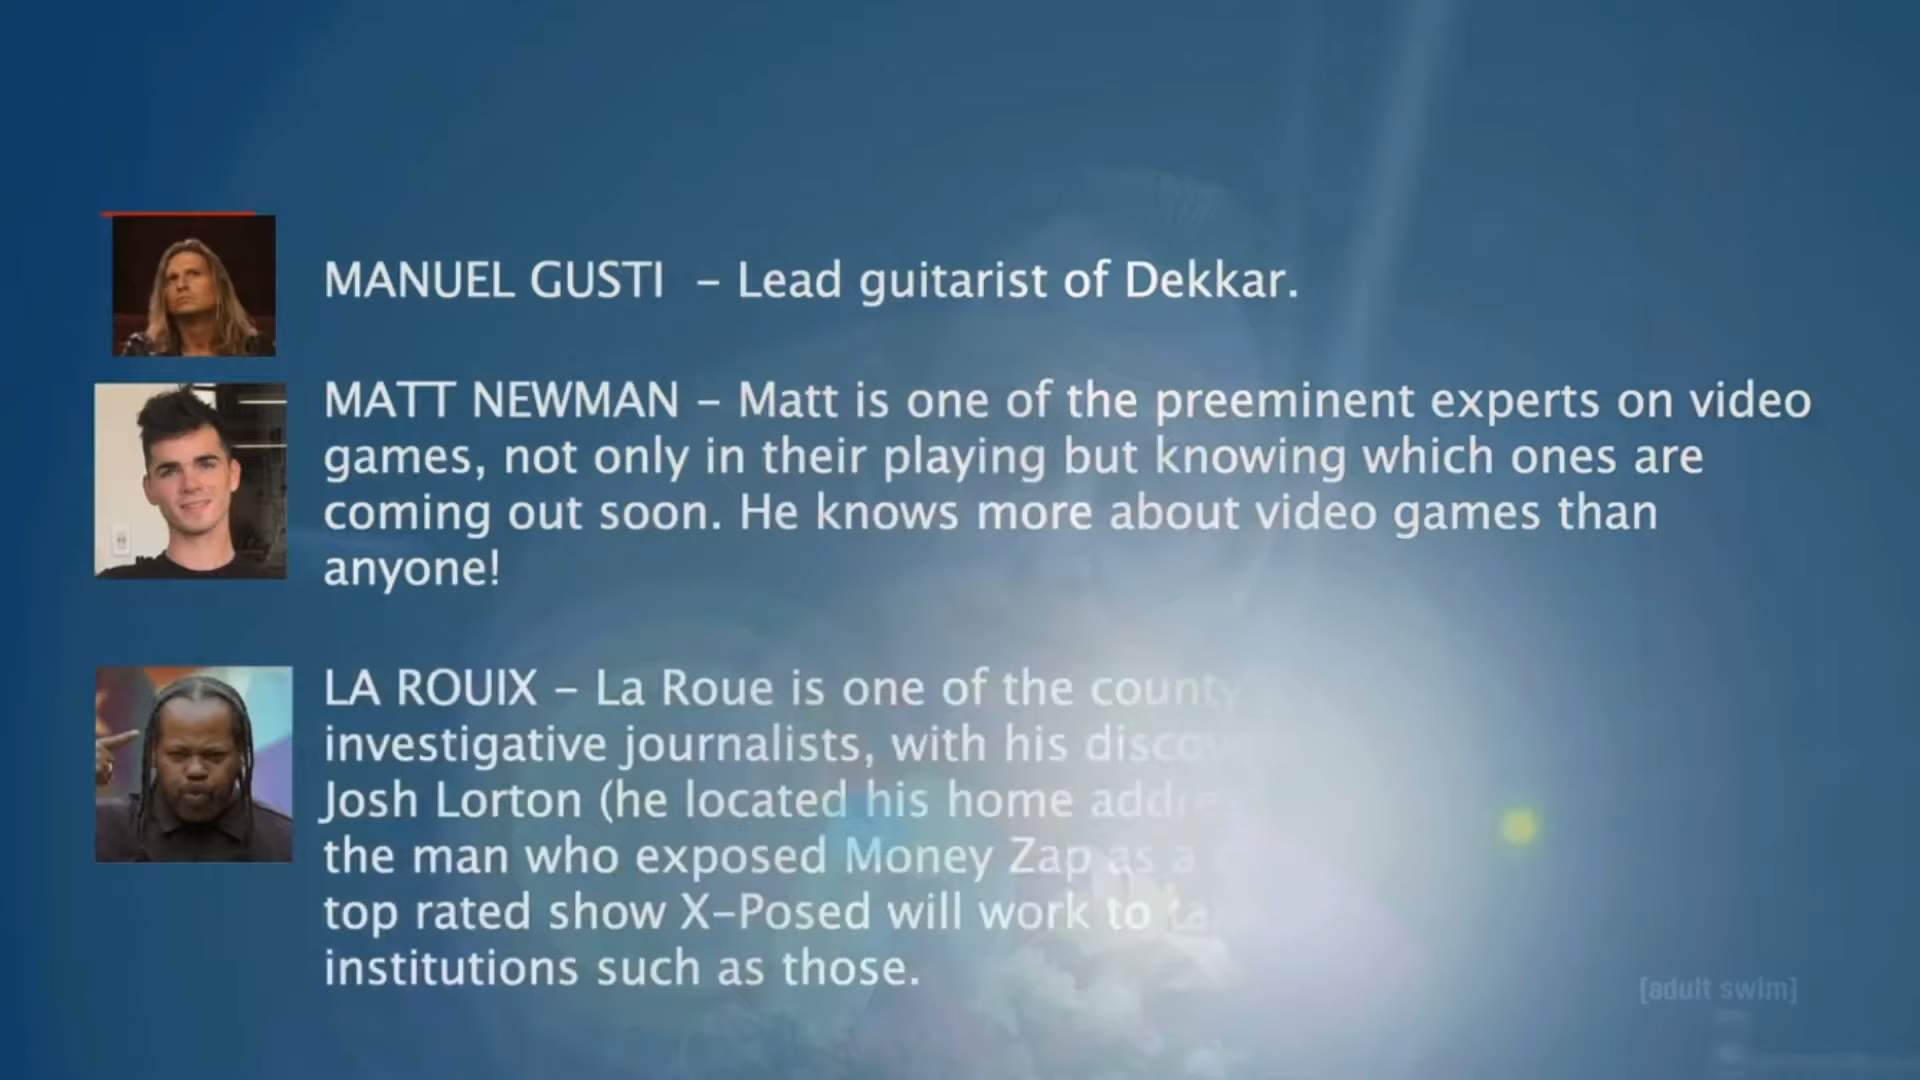 MANUEL GUSTI – Lead guitarist of Dekkar.
MATT NEWMAN – Matt is one of the preeminent experts on video
games, not only in their playing but knowing which ones are
coming out soon. He knows more about video games than
anyone!
LA ROUIX – La Roue is one of the county
investigative journalists, with his
Josh Lorton (he located his home
the man who exposed Money Zap as a
top rated show X-Posed will work to
institutions such as those.
[adult swim]